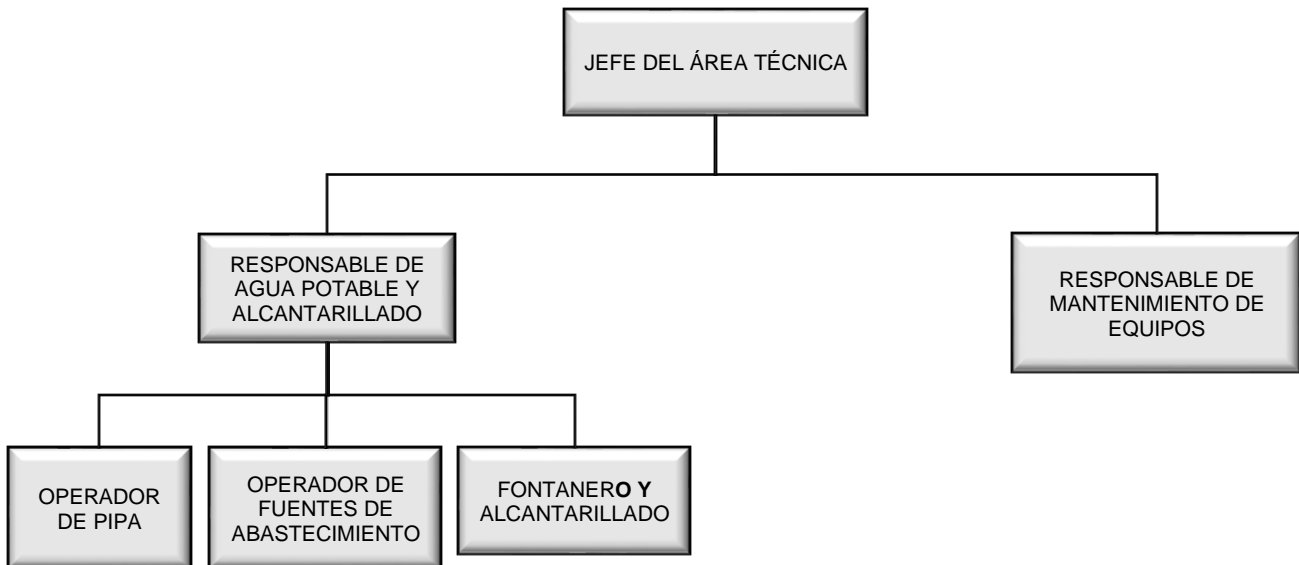 JEFE DEL ÁREA TÉCNICA
RESPONSABLE DE
AGUA POTABLE Y
ALCANTARILLADO
RESPONSABLE DE
MANTENIMIENTO DE
EQUIPOS
OPERADOR
DE PIPA
OPERADOR DE
FUENTES DE
ABASTECIMIENTO
FONTANERO Y
ALCANTARILLADO